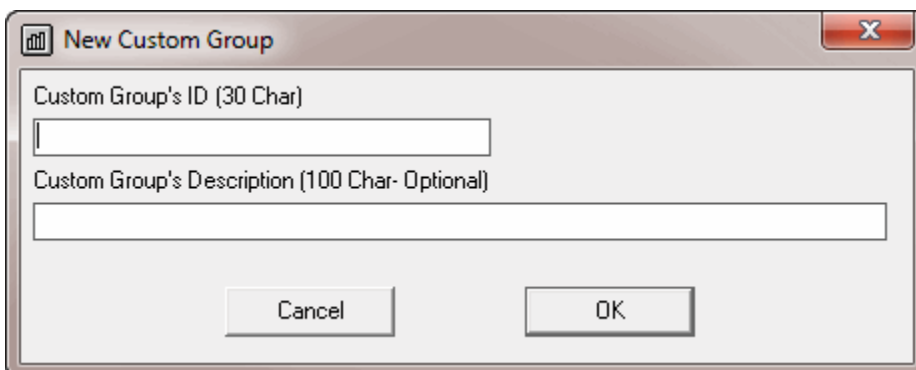 New Custom Group
Custom Group's ID (30 Char)
Custom Group's Description (100 Char- Optional)
Cancel OK